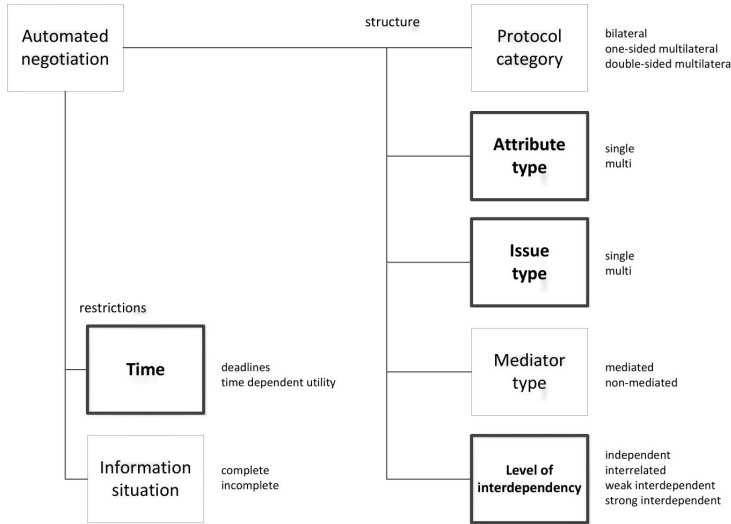 Automated
negotiation
structure
Protocol
category
bilateral
one-sided multilateral
double-sided multilatera
Attribute
type
single
multi
Issue
type
single
multi
restrictions
Time
deadlines
time dependent utility
Mediator
type
mediated
non-mediated
Information
situation
complete
incomplete
Level of
interdependency
independent
interrelated
weak interdependent
strong interdependent